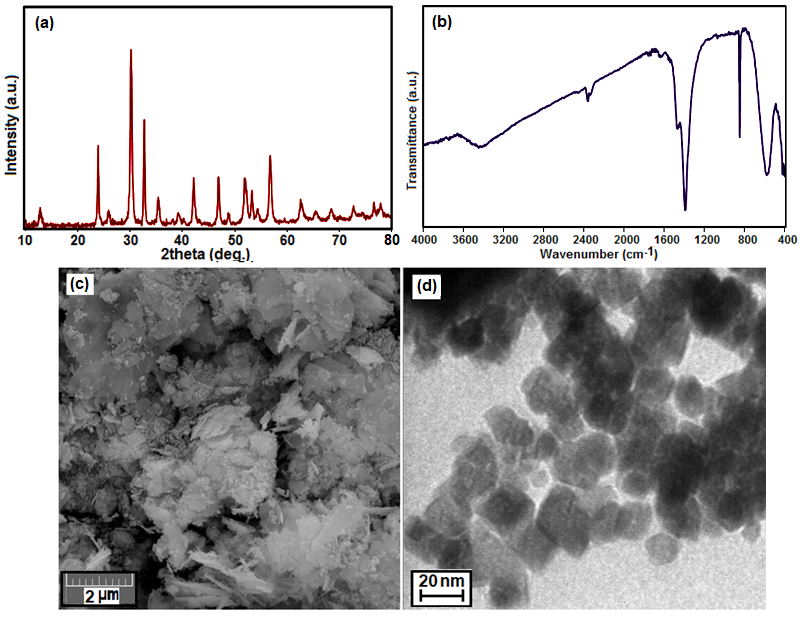 (a)
Intensity (a.u.)
10 20 30 40 50 60 70 80
2theta (deg.)
(b)
Transmittance (a.u.)
4000 3600 3200 2800 2400 2000 1600 1200 800 400
Wavenumber (cm-1)
(c)
2 µm
(d)
20 nm